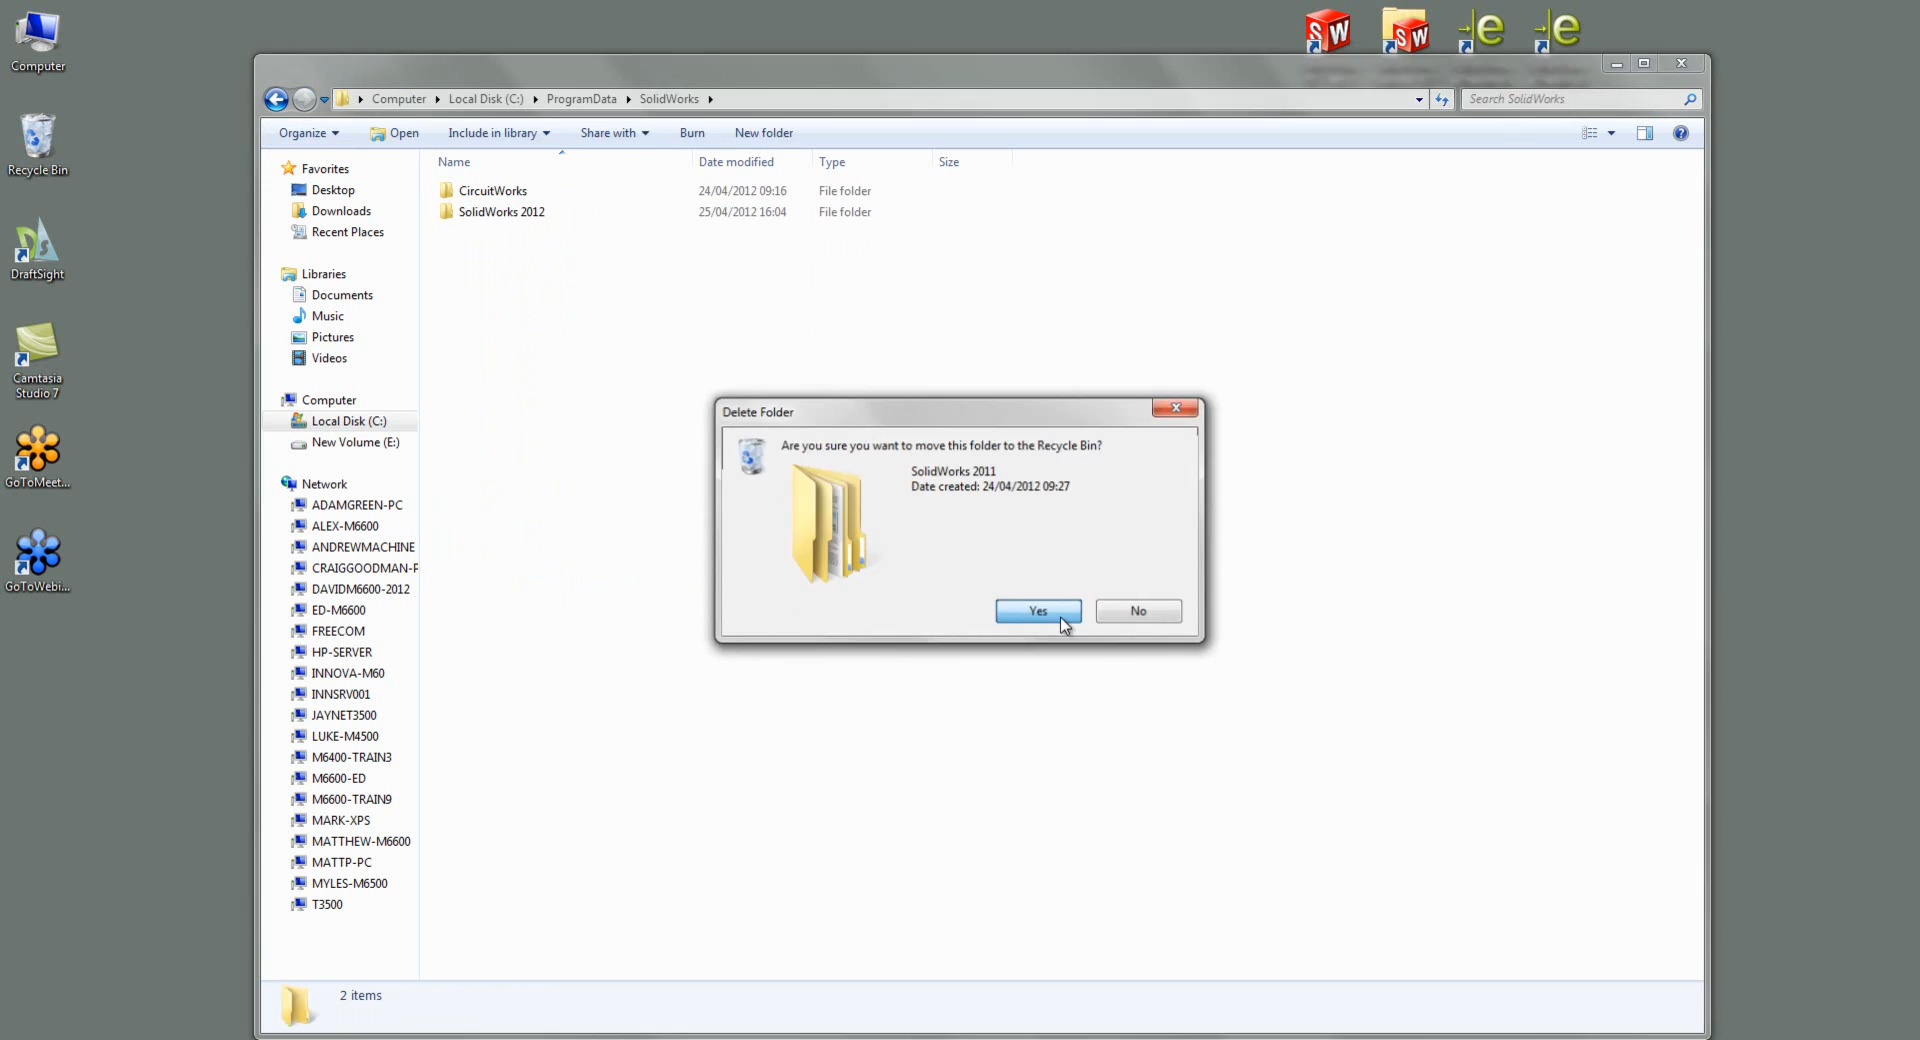 Computer
Recycle Bin
DraftSight
Camtasia
Studio 7
GoToMeet...
GoToWebi...
SW
SW
e
e
Computer
Local Disk (C:)
ProgramData
SolidWorks
Search SolidWorks
Organize
Open
Include in library
Share with
Burn
New folder
Name
Date modified
Type
Size
CircuitWorks
24/04/2012 09:16
File folder
SolidWorks 2012
25/04/2012 16:04
File folder
Favorites
Desktop
Downloads
Recent Places
Libraries
Documents
Music
Pictures
Videos
Computer
Local Disk (C:)
New Volume (E:)
Network
ADAMGREEN-PC
ALEX-M6600
ANDREWMACHINE
CRAIGGOODMAN-P
DAVIDM6600-2012
ED-M6600
FREECOM
HP-SERVER
INNOVA-M60
INNSRV001
JAYNET3500
LUKE-M4500
M6400-TRAIN3
M6600-ED
M6600-TRAIN9
MARK-XPS
MATTHEW-M6600
MATTP-PC
MYLES-M6500
T3500
Delete Folder
Are you sure you want to move this folder to the Recycle Bin?
SolidWorks 2011
Date created: 24/04/2012 09:27
Yes
No
2 items